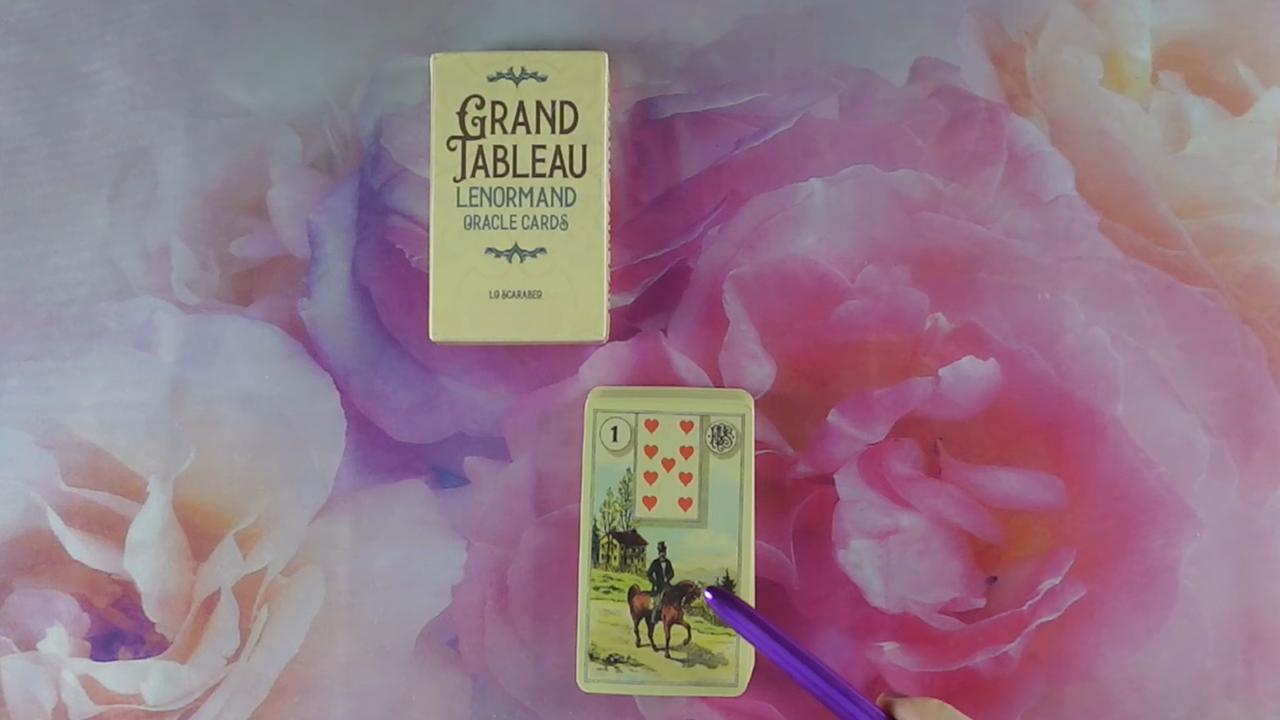 GRAND
TABLEAU
LENORMAND
ORACLE CARDS
LO SCARABEO
1